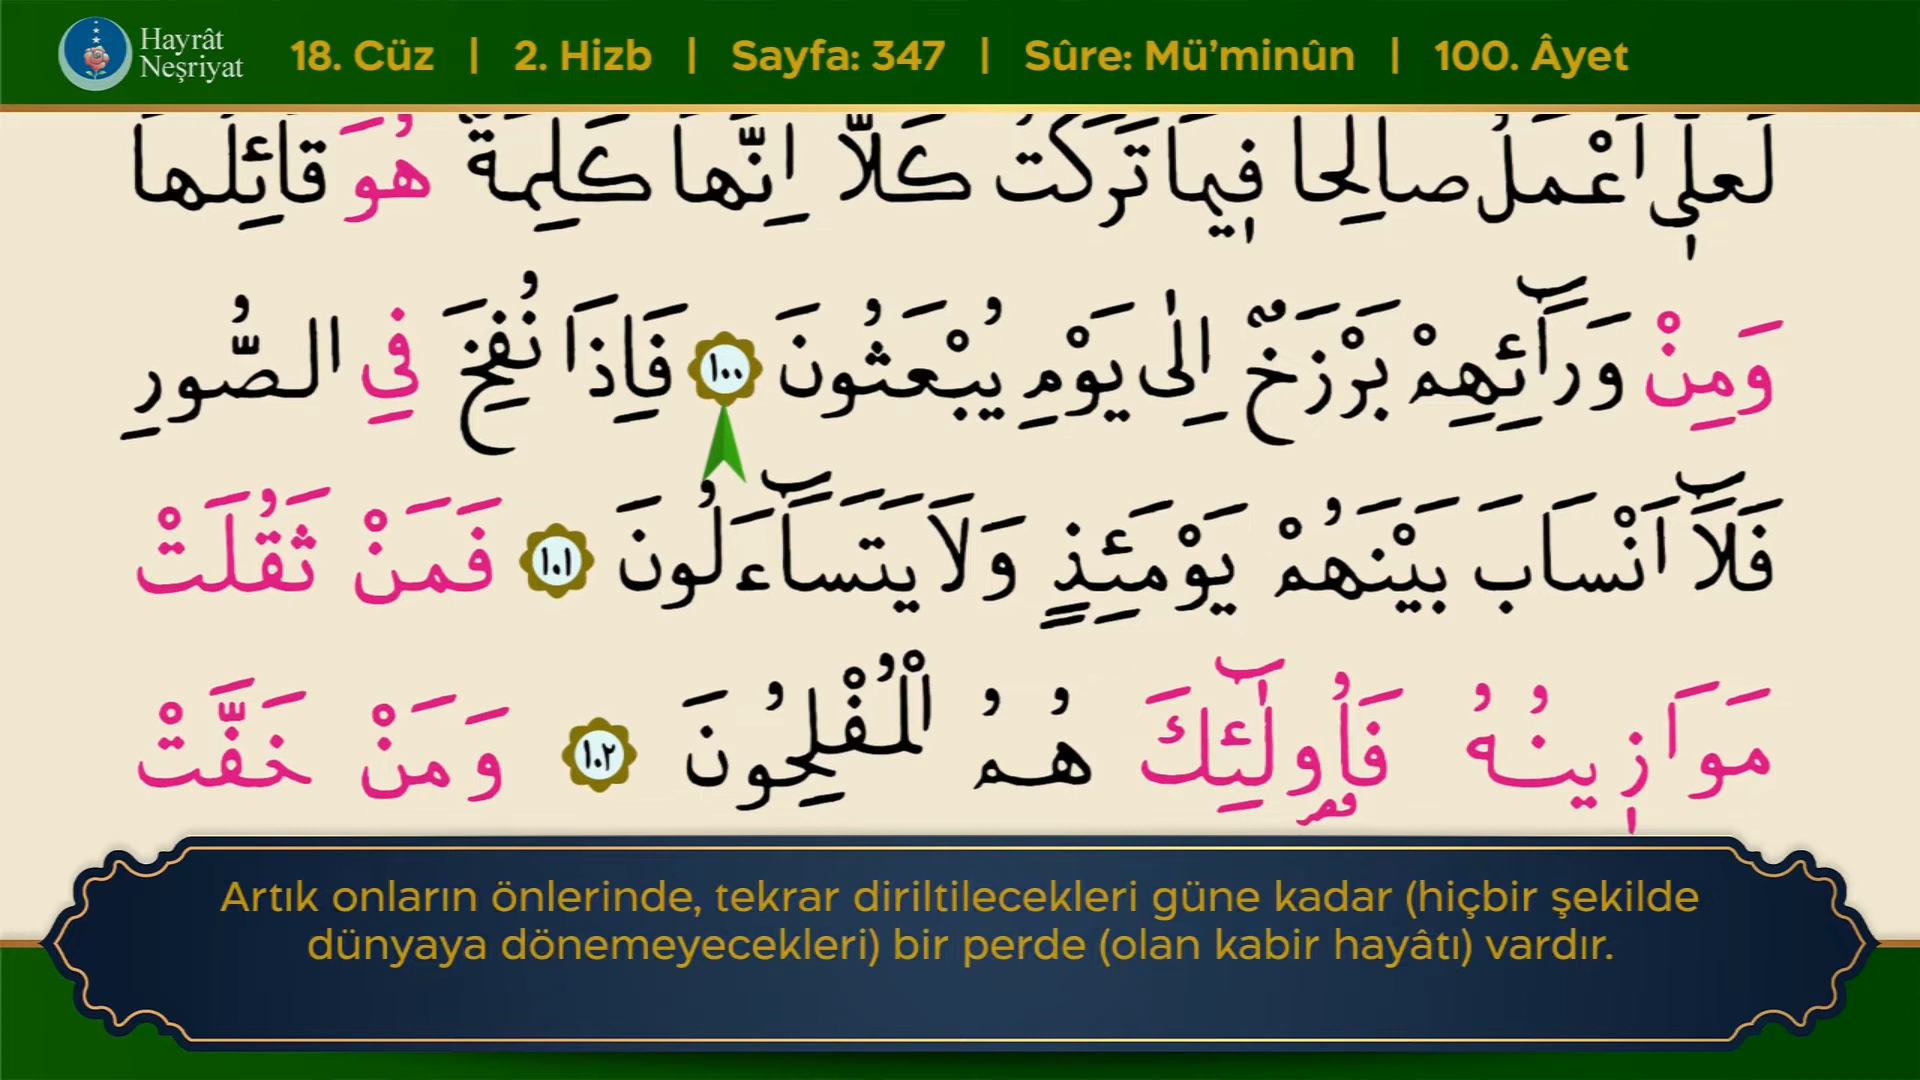 Hayrât
Neşriyat
18. Cüz | 2. Hizb | Sayfa: 347 | Sûre: Mü’minûn | 100. Âyet
لَعَلّٖٓى اَعْمَلُ صَالِحًا فٖيمَا تَرَكْتُ كَلَّا اِنَّهَا كَلِمَةٌ هُوَ قَٓائِلُهَا
وَمِنْ وَرَٓائِهِمْ بَرْزَخٌ اِلٰى يَوْمِ يُبْعَثُونَ ١٠٠ فَاِذَا نُفِخَ فِى الصُّورِ
فَلَٓا اَنْسَابَ بَيْنَهُمْ يَوْمَئِذٍ وَلَا يَتَسَٓاءَلُونَ ١٠١ فَمَنْ ثَقُلَتْ
مَوَازٖينُهُ فَاُو۬لٰٓئِكَ هُمُ الْمُفْلِحُونَ ١٠٢ وَمَنْ خَفَّتْ
Artık onların önlerinde, tekrar diriltilecekleri güne kadar (hiçbir şekilde
dünyaya dönemeyecekleri) bir perde (olan kabir hayâtı) vardır.